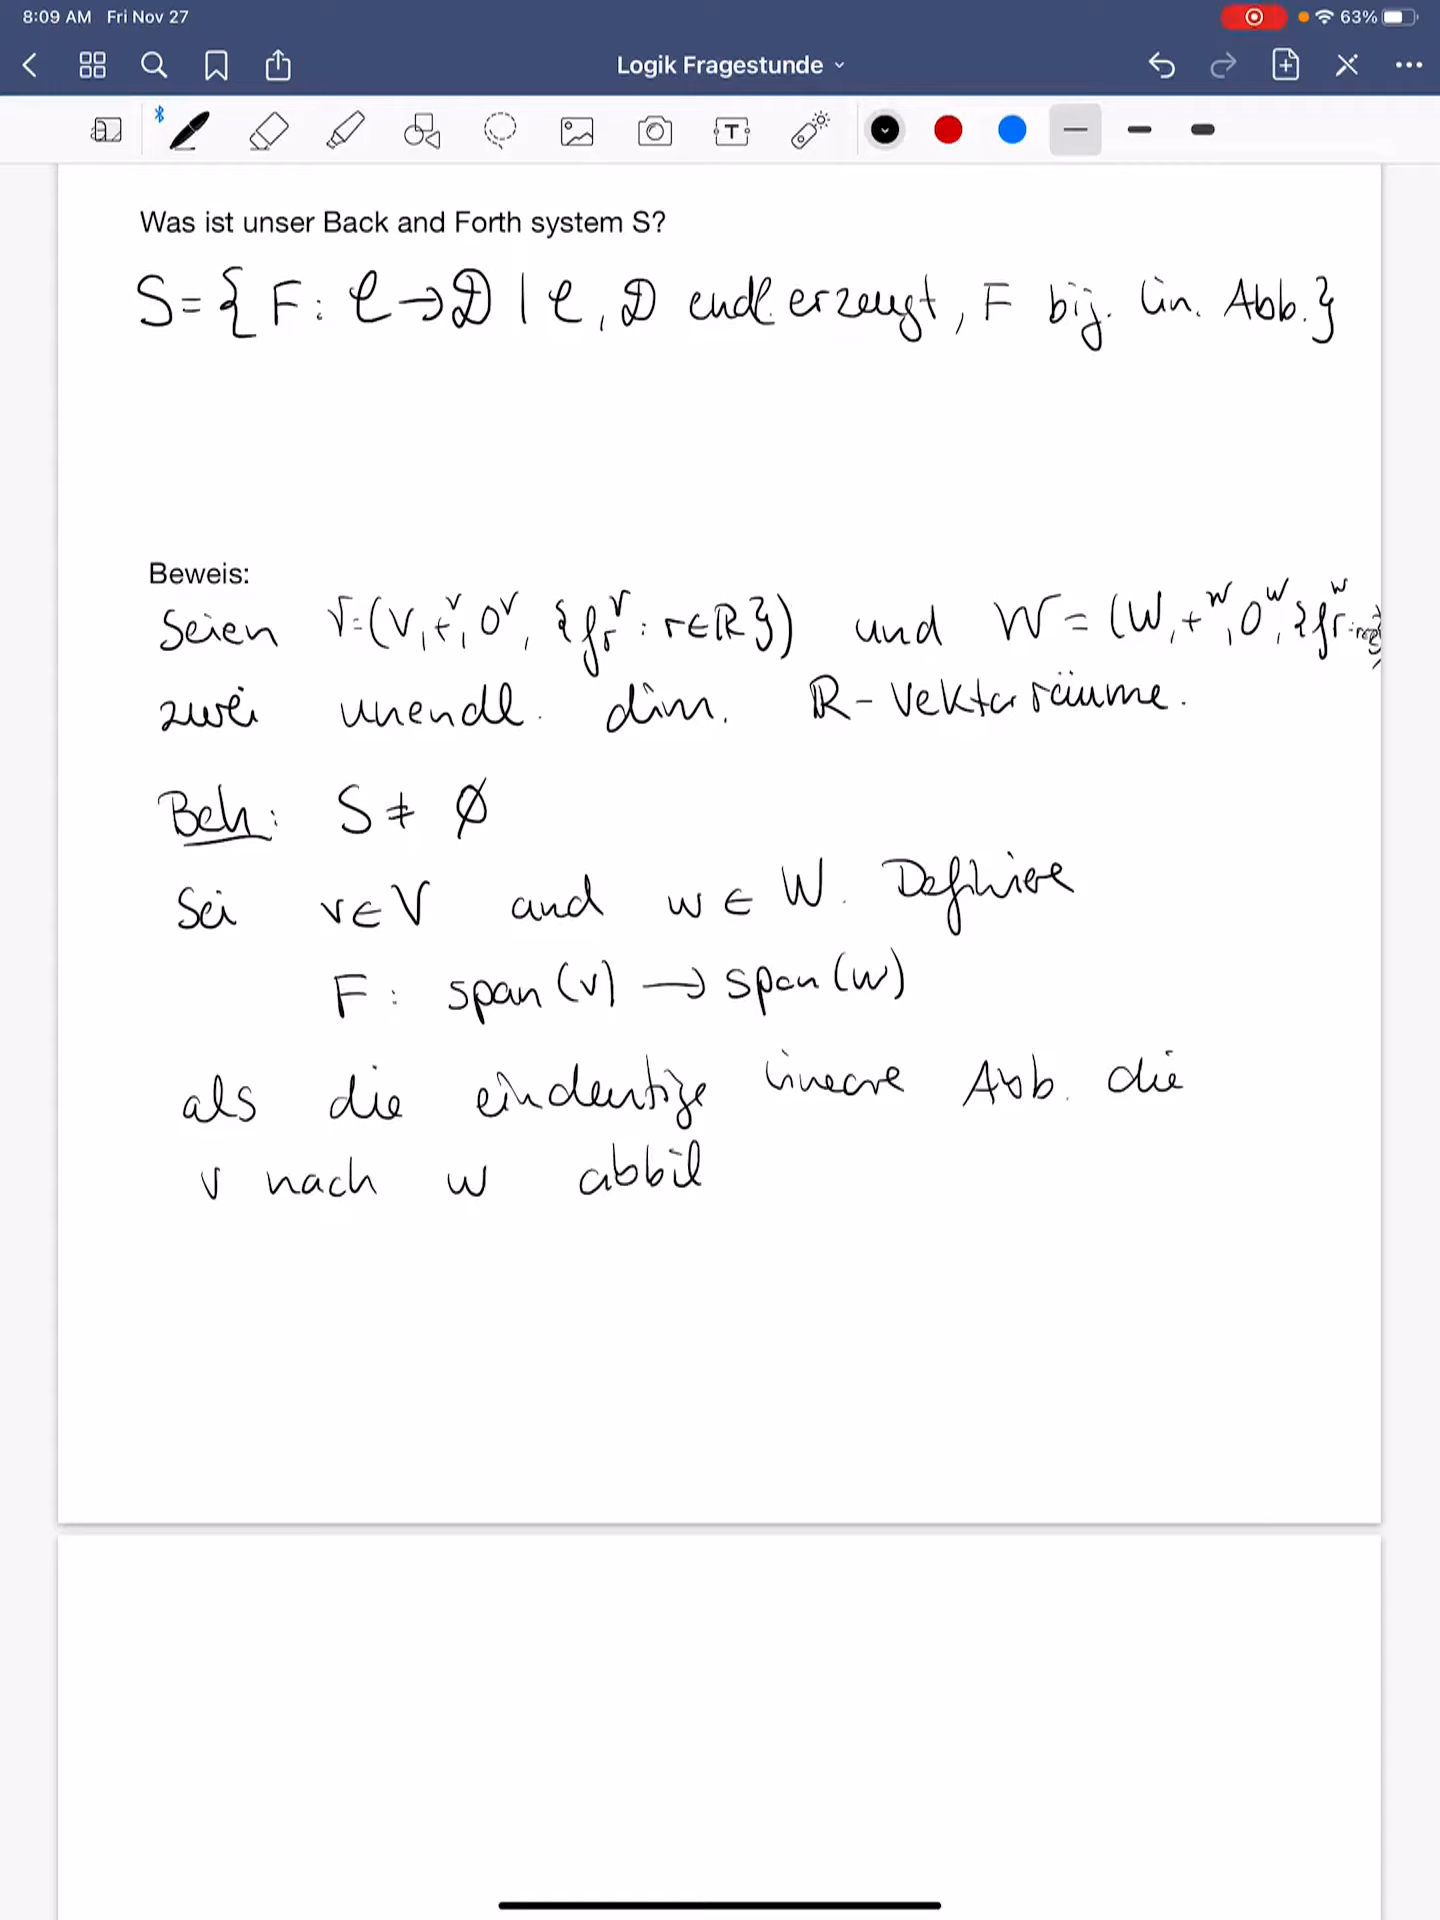 8:09 AM Fri Nov 27
63%
Logik Fragestunde
Was ist unser Back and Forth system S?
S = { F : 𝒞 → 𝒟 | 𝒞, 𝒟 endl. erzeugt, F bij. lin. Abb. }
Beweis:
Seien 𝒱 = (V, +^V, 0^V, {f_r^V : r ∈ ℝ}) und 𝒲 = (W, +^W, 0^W, {f_r^W : r∈ℝ})
zwei unendl. dim. ℝ-Vektorräume.
Beh: S ≠ ∅
Sei v ∈ V and w ∈ W. Definiere
F : span(v) → span(w)
als die eindeutige lineare Abb. die
v nach w abbil